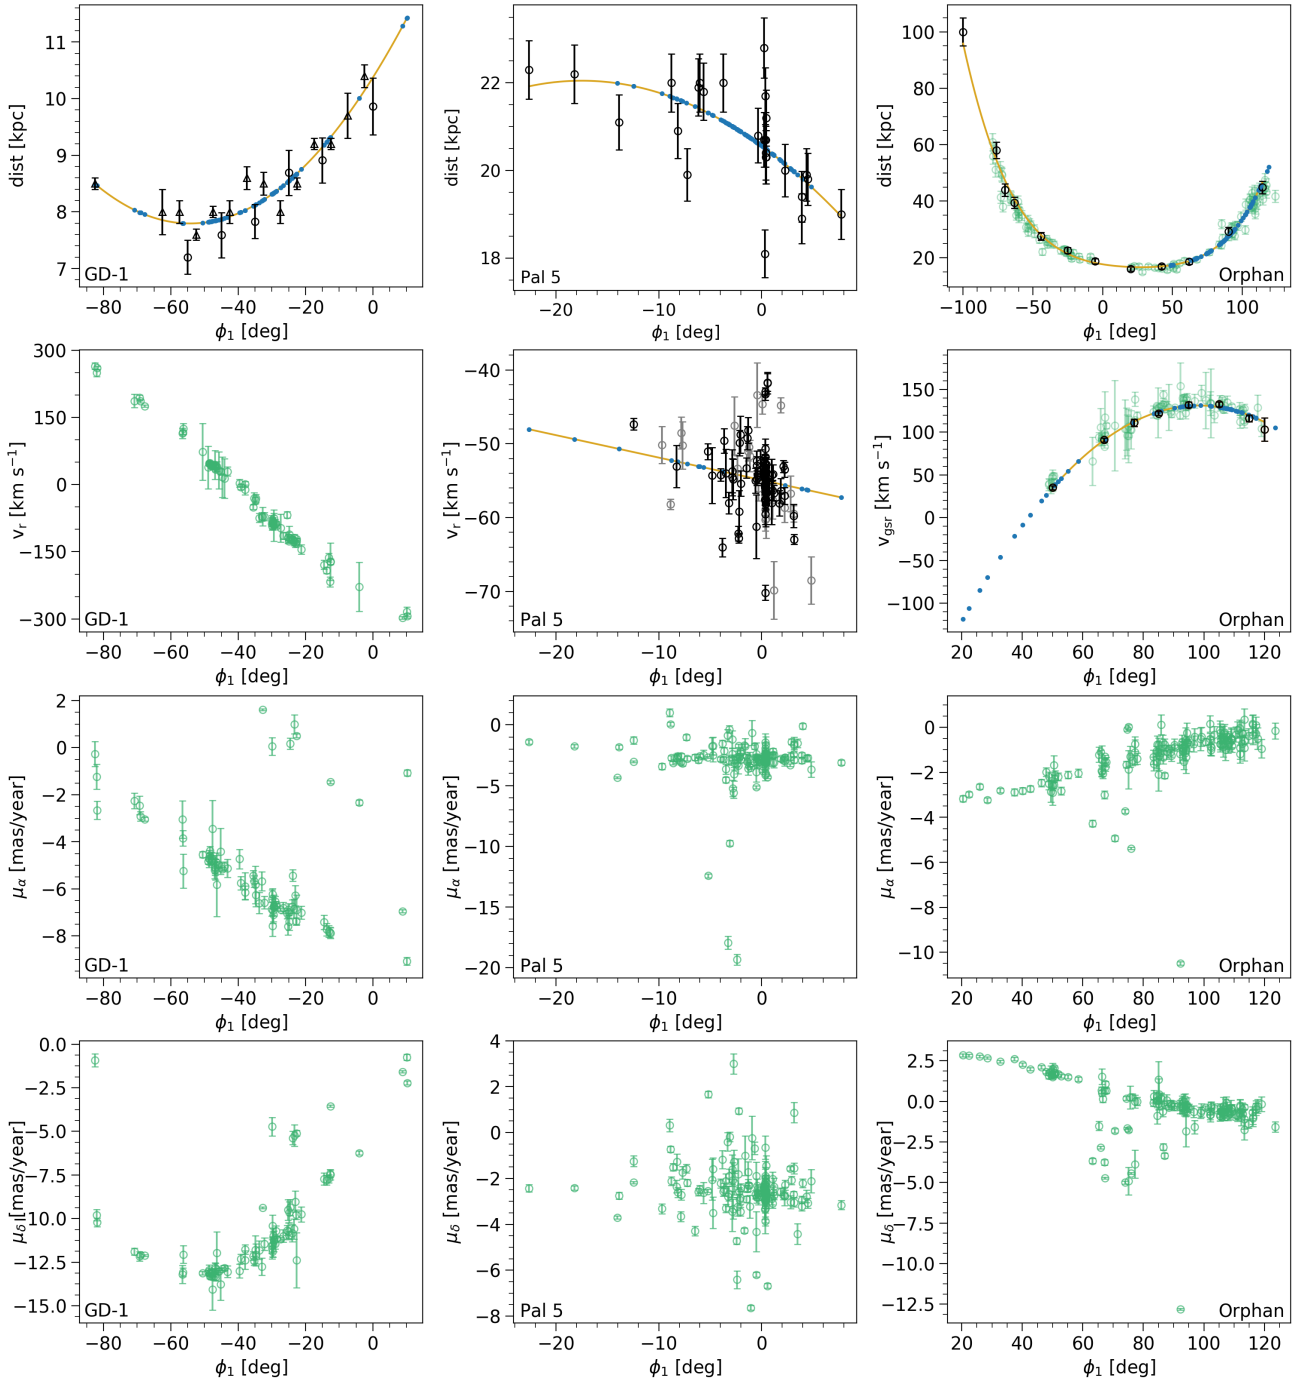 dist [kpc]
11
10
9
8
7
GD-1
−80 −60 −40 −20 0
ϕ1 [deg]
dist [kpc]
22
20
18
Pal 5
−20 −10 0
ϕ1 [deg]
dist [kpc]
100
80
60
40
20
Orphan
−100 −50 0 50 100
ϕ1 [deg]
vr [km s−1]
300
150
0
−150
−300
GD-1
−80 −60 −40 −20 0
ϕ1 [deg]
vr [km s−1]
−40
−50
−60
−70
Pal 5
−20 −10 0
ϕ1 [deg]
vgsr [km s−1]
150
100
50
0
−50
−100
Orphan
20 40 60 80 100 120
ϕ1 [deg]
μα [mas/year]
2
0
−2
−4
−6
−8
GD-1
−80 −60 −40 −20 0
ϕ1 [deg]
μα [mas/year]
0
−5
−10
−15
−20
Pal 5
−20 −10 0
ϕ1 [deg]
μα [mas/year]
0
−2
−4
−6
−8
−10
Orphan
20 40 60 80 100 120
ϕ1 [deg]
μδ [mas/year]
0.0
−2.5
−5.0
−7.5
−10.0
−12.5
−15.0
GD-1
−80 −60 −40 −20 0
ϕ1 [deg]
μδ [mas/year]
4
2
0
−2
−4
−6
−8
Pal 5
−20 −10 0
ϕ1 [deg]
μδ [mas/year]
2.5
0.0
−2.5
−5.0
−7.5
−10.0
−12.5
Orphan
20 40 60 80 100 120
ϕ1 [deg]